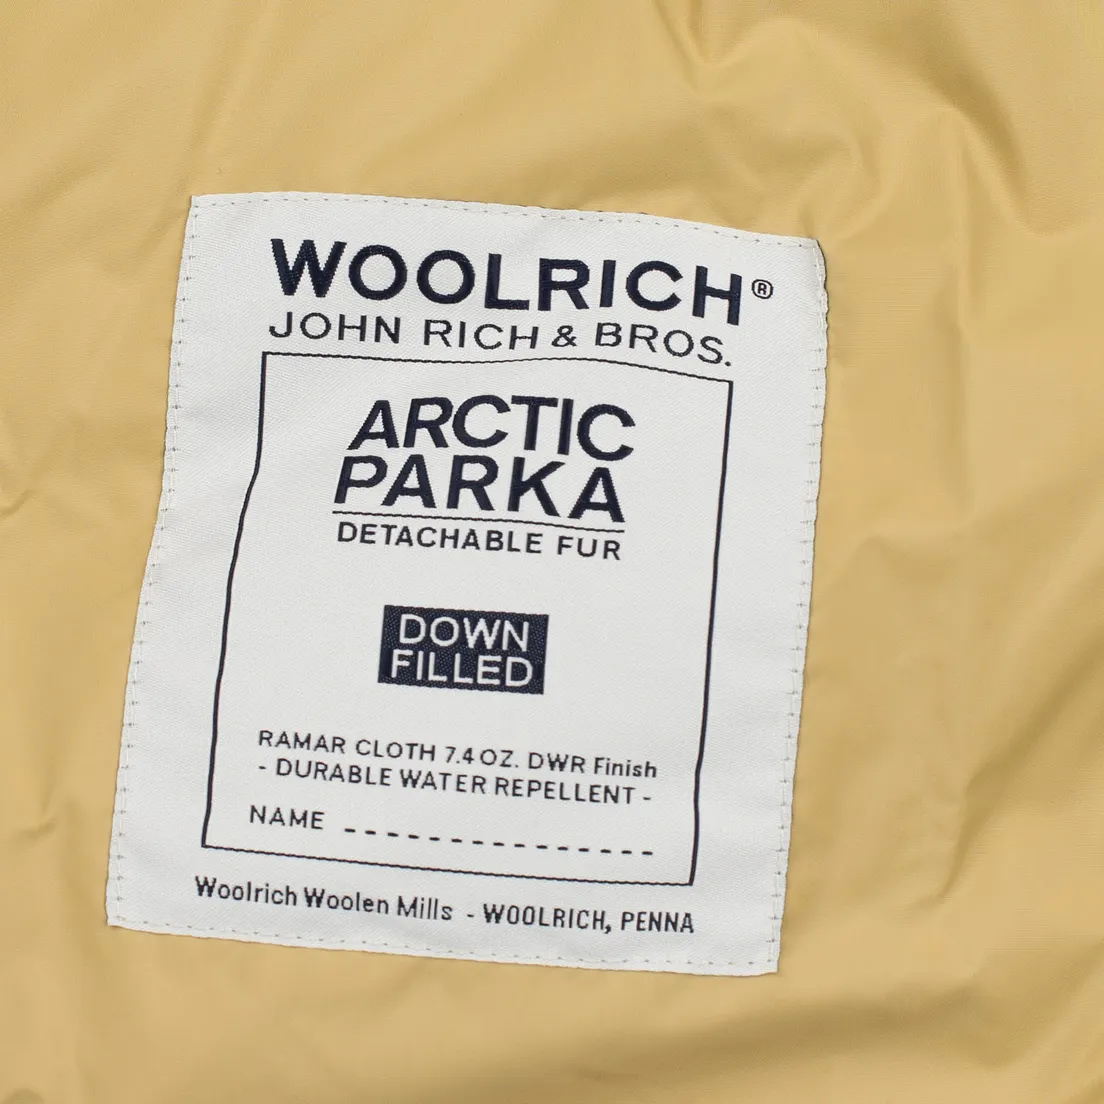 WOOLRICH®
JOHN RICH & BROS.
ARCTIC
PARKA
DETACHABLE FUR
DOWN
FILLED
RAMAR CLOTH 7.4 OZ. DWR Finish
- DURABLE WATER REPELLENT -
NAME _ _ _ _ _ _ _ _ _ _ _ _ _ _ _
Woolrich Woolen Mills - WOOLRICH, PENNA